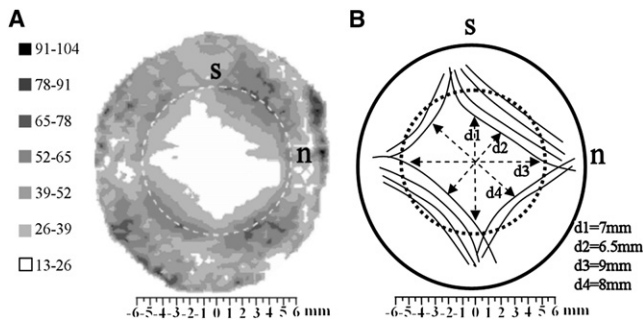 A
91-104
78-91
65-78
52-65
39-52
26-39
13-26
s
n
-6-5-4-3-2-1 0 1 2 3 4 5 6 mm
B
s
n
d1
d2
d3
d4
d1=7mm
d2=6.5mm
d3=9mm
d4=8mm
-6-5-4-3-2-1 0 1 2 3 4 5 6 mm